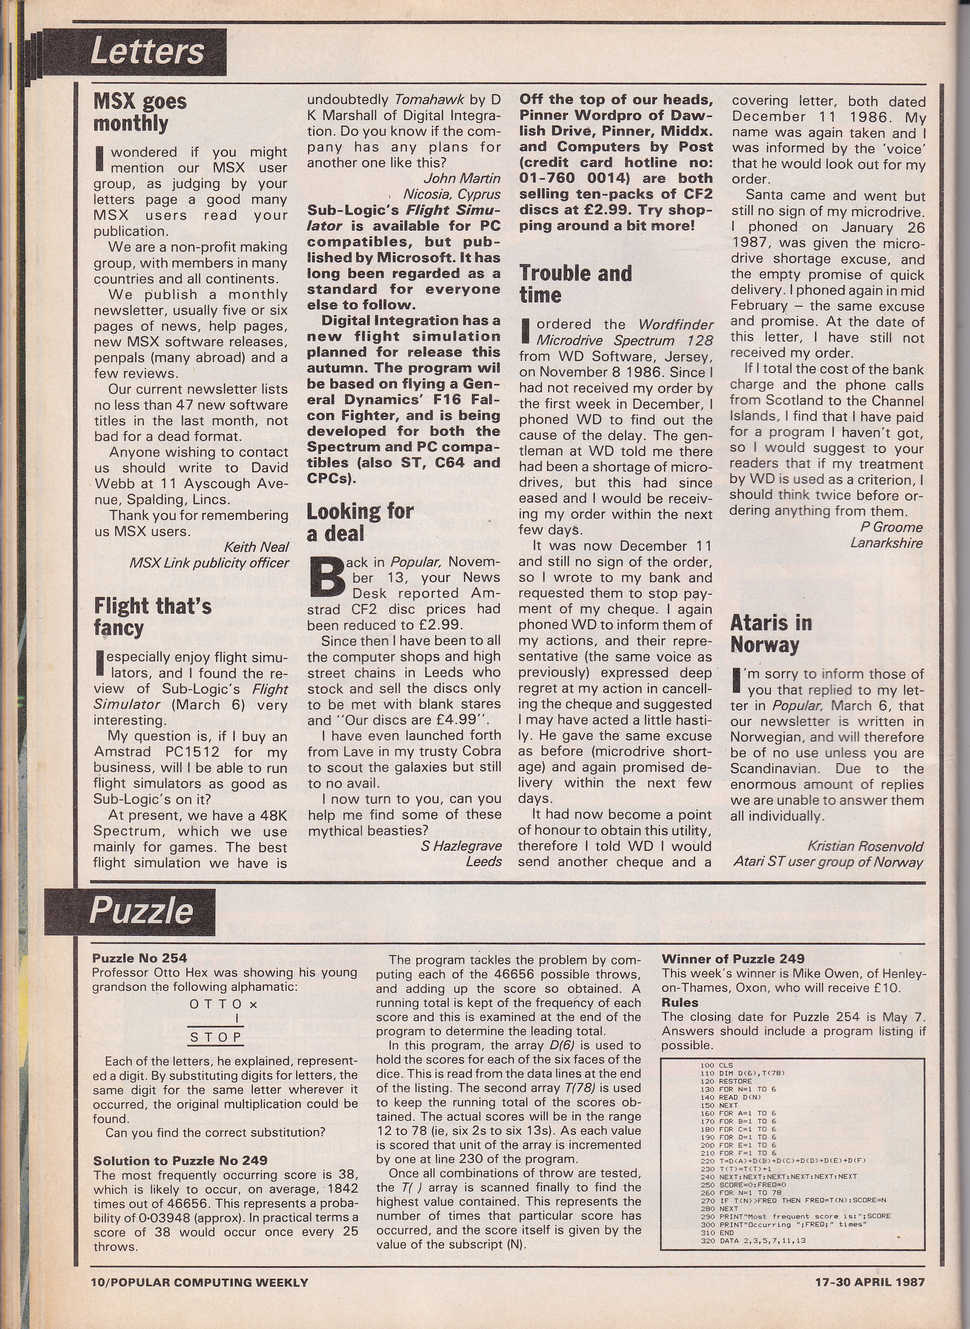 Letters
MSX goes
monthly
I wondered if you might
mention our MSX user
group, as judging by your
letters page a good many
MSX users read your
publication.
We are a non-profit making
group, with members in many
countries and all continents.
We publish a monthly
newsletter, usually five or six
pages of news, help pages,
new MSX software releases,
penpals (many abroad) and a
few reviews.
Our current newsletter lists
no less than 47 new software
titles in the last month, not
bad for a dead format.
Anyone wishing to contact
us should write to David
Webb at 11 Ayscough Ave-
nue, Spalding, Lincs.
Thank you for remembering
us MSX users.
Keith Neal
MSX Link publicity officer
Flight that's
fancy
I especially enjoy flight simu-
lators, and I found the re-
view of Sub-Logic's Flight
Simulator (March 6) very
interesting.
My question is, if I buy an
Amstrad PC1512 for my
business, will I be able to run
flight simulators as good as
Sub-Logic's on it?
At present, we have a 48K
Spectrum, which we use
mainly for games. The best
flight simulation we have is
undoubtedly Tomahawk by D
K Marshall of Digital Integra-
tion. Do you know if the com-
pany has any plans for
another one like this?
John Martin
Nicosia, Cyprus
Sub-Logic's Flight Simu-
lator is available for PC
compatibles, but pub-
lished by Microsoft. It has
long been regarded as a
standard for everyone
else to follow.
Digital Integration has a
new flight simulation
planned for release this
autumn. The program wil
be based on flying a Gen-
eral Dynamics' F16 Fal-
con Fighter, and is being
developed for both the
Spectrum and PC compa-
tibles (also ST, C64 and
CPCs).
Looking for
a deal
Back in Popular, Novem-
ber 13, your News
Desk reported Am-
strad CF2 disc prices had
been reduced to £2.99.
Since then I have been to all
the computer shops and high
street chains in Leeds who
stock and sell the discs only
to be met with blank stares
and "Our discs are £4.99".
I have even launched forth
from Lave in my trusty Cobra
to scout the galaxies but still
to no avail.
I now turn to you, can you
help me find some of these
mythical beasties?
S Hazlegrave
Leeds
Off the top of our heads,
Pinner Wordpro of Daw-
lish Drive, Pinner, Middx.
and Computers by Post
(credit card hotline no:
01-760 0014) are both
selling ten-packs of CF2
discs at £2.99. Try shop-
ping around a bit more!
Trouble and
time
I ordered the Wordfinder
Microdrive Spectrum 128
from WD Software, Jersey,
on November 8 1986. Since I
had not received my order by
the first week in December, I
phoned WD to find out the
cause of the delay. The gen-
tleman at WD told me there
had been a shortage of micro-
drives, but this had since
eased and I would be receiv-
ing my order within the next
few days.
It was now December 11
and still no sign of the order,
so I wrote to my bank and
requested them to stop pay-
ment of my cheque. I again
phoned WD to inform them of
my actions, and their repre-
sentative (the same voice as
previously) expressed deep
regret at my action in cancell-
ing the cheque and suggested
I may have acted a little hasti-
ly. He gave the same excuse
as before (microdrive short-
age) and again promised de-
livery within the next few
days.
It had now become a point
of honour to obtain this utility,
therefore I told WD I would
send another cheque and a
covering letter, both dated
December 11 1986. My
name was again taken and I
was informed by the 'voice'
that he would look out for my
order.
Santa came and went but
still no sign of my microdrive.
I phoned on January 26
1987, was given the micro-
drive shortage excuse, and
the empty promise of quick
delivery. I phoned again in mid
February – the same excuse
and promise. At the date of
this letter, I have still not
received my order.
If I total the cost of the bank
charge and the phone calls
from Scotland to the Channel
Islands, I find that I have paid
for a program I haven't got,
so I would suggest to your
readers that if my treatment
by WD is used as a criterion, I
should think twice before or-
dering anything from them.
P Groome
Lanarkshire
Ataris in
Norway
I'm sorry to inform those of
you that replied to my let-
ter in Popular, March 6, that
our newsletter is written in
Norwegian, and will therefore
be of no use unless you are
Scandinavian. Due to the
enormous amount of replies
we are unable to answer them
all individually.
Kristian Rosenvold
Atari ST user group of Norway
Puzzle
Puzzle No 254
Professor Otto Hex was showing his young
grandson the following alphamatic:
O T T O ×
I
S T O P
Each of the letters, he explained, represent-
ed a digit. By substituting digits for letters, the
same digit for the same letter wherever it
occurred, the original multiplication could be
found.
Can you find the correct substitution?
Solution to Puzzle No 249
The most frequently occurring score is 38,
which is likely to occur, on average, 1842
times out of 46656. This represents a proba-
bility of 0·03948 (approx). In practical terms a
score of 38 would occur once every 25
throws.
The program tackles the problem by com-
puting each of the 46656 possible throws,
and adding up the score so obtained. A
running total is kept of the frequency of each
score and this is examined at the end of the
program to determine the leading total.
In this program, the array D(6) is used to
hold the scores for each of the six faces of the
dice. This is read from the data lines at the end
of the listing. The second array T(78) is used
to keep the running total of the scores ob-
tained. The actual scores will be in the range
12 to 78 (ie, six 2s to six 13s). As each value
is scored that unit of the array is incremented
by one at line 230 of the program.
Once all combinations of throw are tested,
the T( ) array is scanned finally to find the
highest value contained. This represents the
number of times that particular score has
occurred, and the score itself is given by the
value of the subscript (N).
Winner of Puzzle 249
This week's winner is Mike Owen, of Henley-
on-Thames, Oxon, who will receive £10.
Rules
The closing date for Puzzle 254 is May 7.
Answers should include a program listing if
possible.
100 CLS
110 DIM D(6),T(78)
120 RESTORE
130 FOR N=1 TO 6
140 READ D(N)
150 NEXT
160 FOR A=1 TO 6
170 FOR B=1 TO 6
180 FOR C=1 TO 6
190 FOR D=1 TO 6
200 FOR E=1 TO 6
210 FOR F=1 TO 6
220 T=D(A)+D(B)+D(C)+D(D)+D(E)+D(F)
230 T(T)=T(T)+1
240 NEXT:NEXT:NEXT:NEXT:NEXT:NEXT
250 SCORE=0:FREQ=0
260 FOR N=1 TO 78
270 IF T(N)>FREQ THEN FREQ=T(N):SCORE=N
280 NEXT
290 PRINT"Most frequent score is:";SCORE
300 PRINT"Occurring ";FREQ;" times"
310 END
320 DATA 2,3,5,7,11,13
10/POPULAR COMPUTING WEEKLY
17-30 APRIL 1987